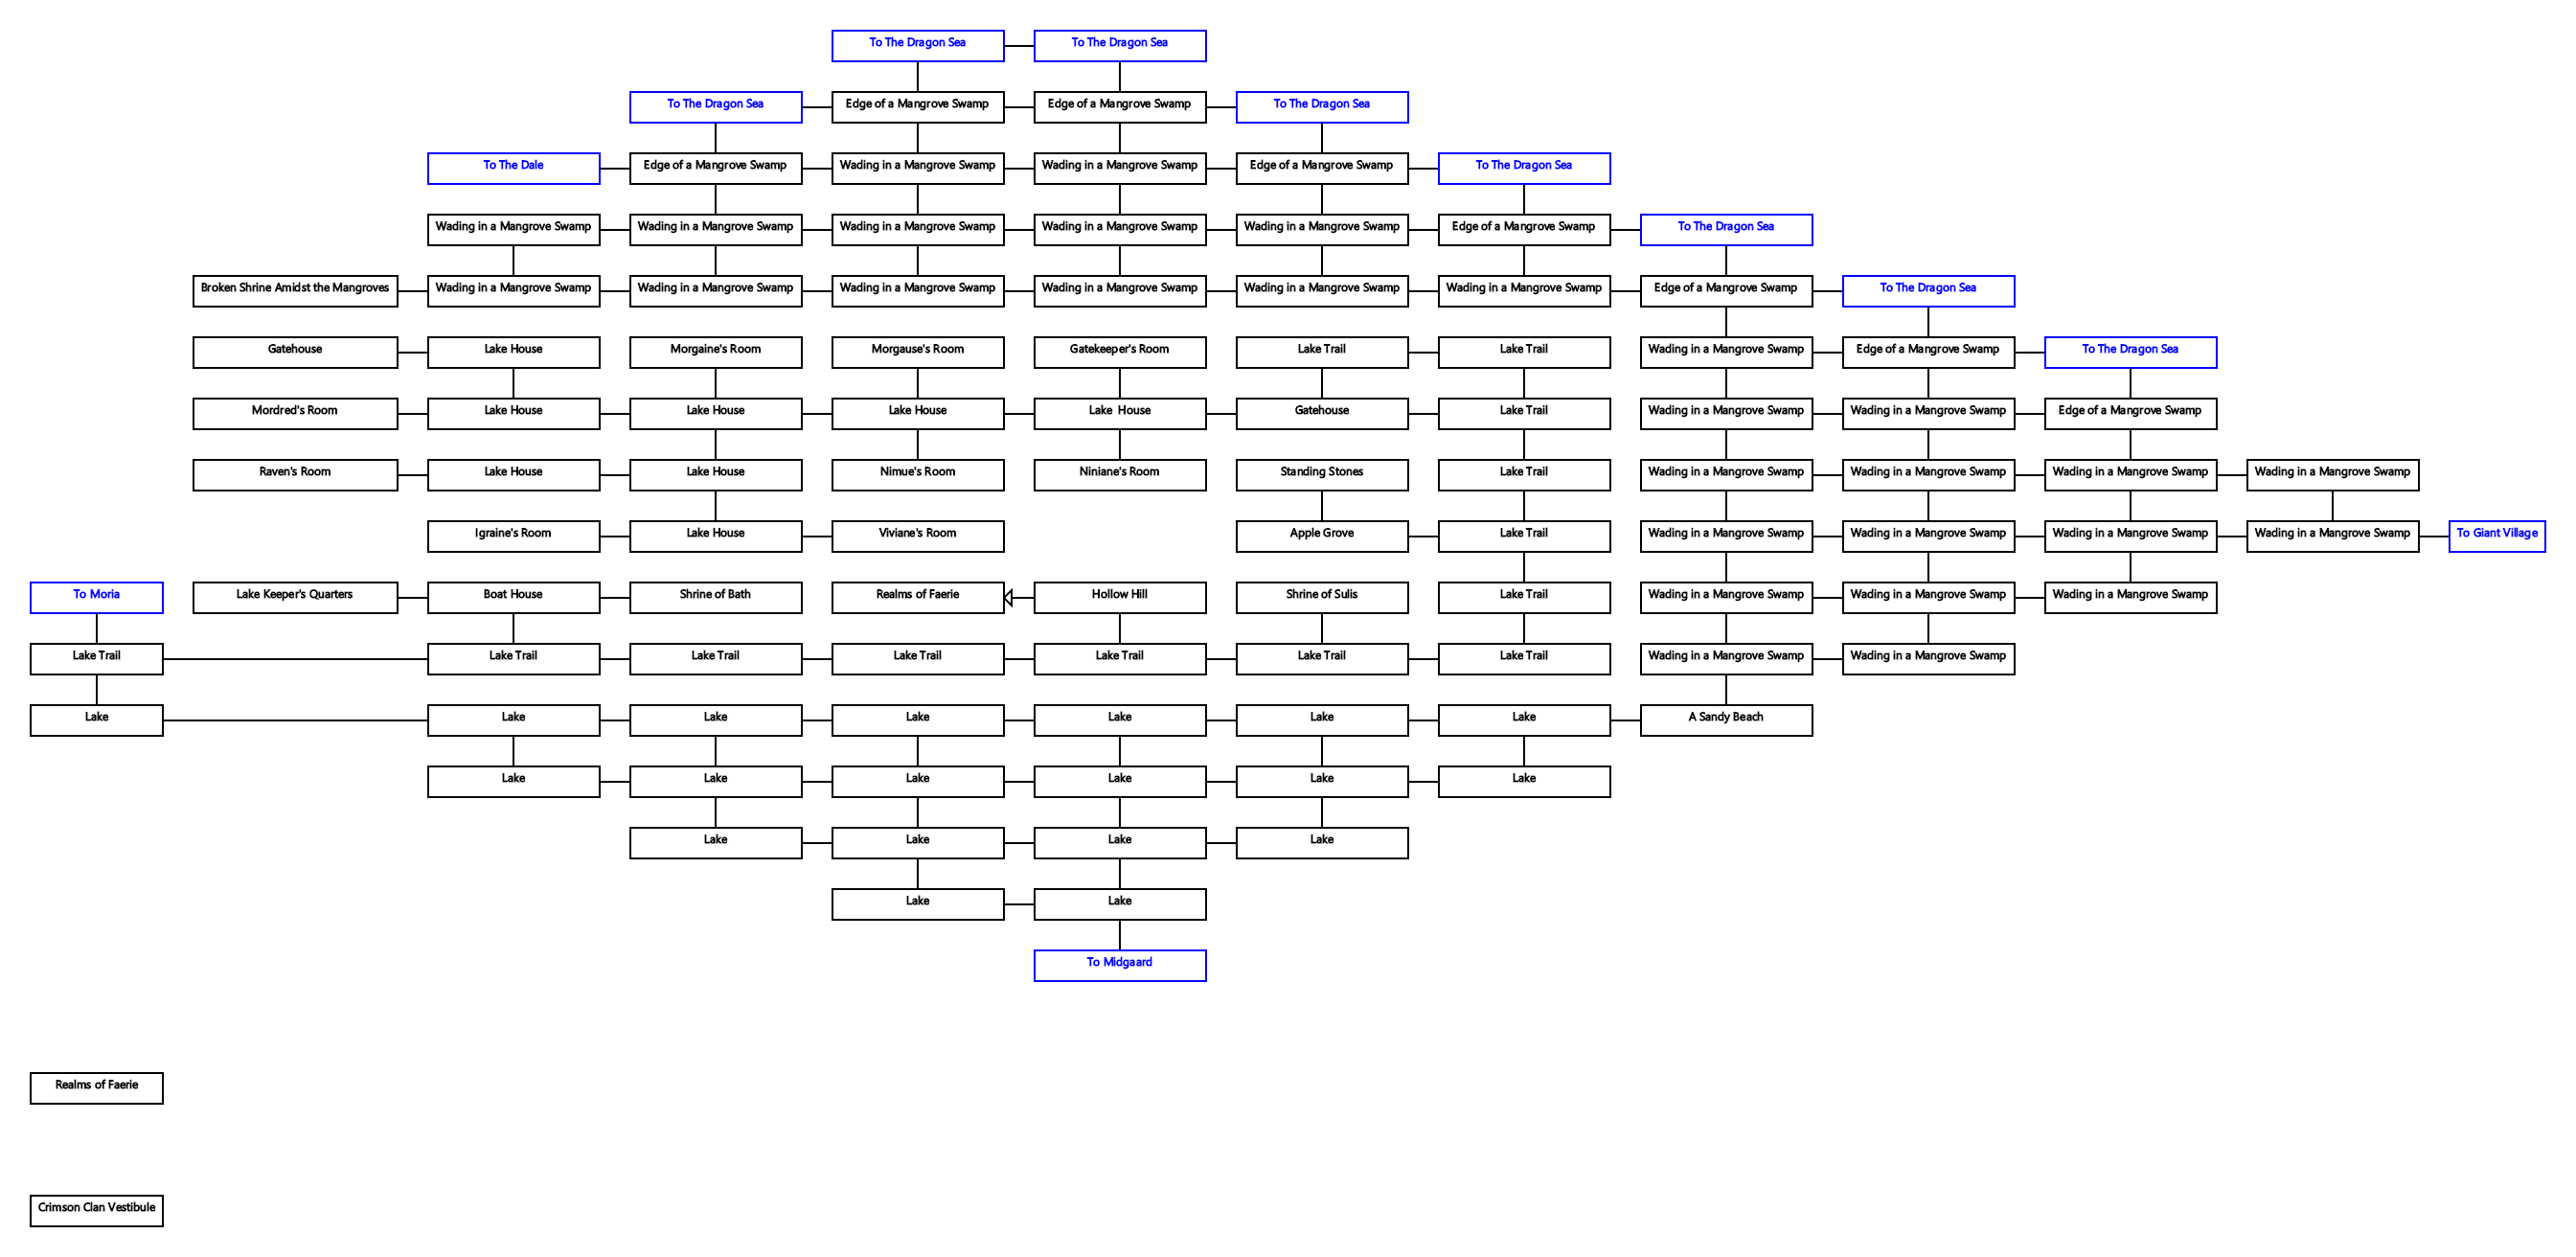 To The Dragon Sea
To The Dragon Sea
To The Dragon Sea
Edge of a Mangrove Swamp
Edge of a Mangrove Swamp
To The Dragon Sea
To The Dale
Edge of a Mangrove Swamp
Wading in a Mangrove Swamp
Wading in a Mangrove Swamp
Edge of a Mangrove Swamp
To The Dragon Sea
Wading in a Mangrove Swamp
Wading in a Mangrove Swamp
Wading in a Mangrove Swamp
Wading in a Mangrove Swamp
Wading in a Mangrove Swamp
Edge of a Mangrove Swamp
To The Dragon Sea
Broken Shrine Amidst the Mangroves
Wading in a Mangrove Swamp
Wading in a Mangrove Swamp
Wading in a Mangrove Swamp
Wading in a Mangrove Swamp
Wading in a Mangrove Swamp
Wading in a Mangrove Swamp
Edge of a Mangrove Swamp
To The Dragon Sea
Gatehouse
Lake House
Morgaine's Room
Morgause's Room
Gatekeeper's Room
Lake Trail
Lake Trail
Wading in a Mangrove Swamp
Edge of a Mangrove Swamp
To The Dragon Sea
Mordred's Room
Lake House
Lake House
Lake House
Lake  House
Gatehouse
Lake Trail
Wading in a Mangrove Swamp
Wading in a Mangrove Swamp
Edge of a Mangrove Swamp
Raven's Room
Lake House
Lake House
Nimue's Room
Niniane's Room
Standing Stones
Lake Trail
Wading in a Mangrove Swamp
Wading in a Mangrove Swamp
Wading in a Mangrove Swamp
Wading in a Mangrove Swamp
Igraine's Room
Lake House
Viviane's Room
Apple Grove
Lake Trail
Wading in a Mangrove Swamp
Wading in a Mangrove Swamp
Wading in a Mangrove Swamp
Wading in a Mangrove Swamp
To Giant Village
To Moria
Lake Keeper's Quarters
Boat House
Shrine of Bath
Realms of Faerie
Hollow Hill
Shrine of Sulis
Lake Trail
Wading in a Mangrove Swamp
Wading in a Mangrove Swamp
Wading in a Mangrove Swamp
Lake Trail
Lake Trail
Lake Trail
Lake Trail
Lake Trail
Lake Trail
Lake Trail
Wading in a Mangrove Swamp
Wading in a Mangrove Swamp
Lake
Lake
Lake
Lake
Lake
Lake
Lake
A Sandy Beach
Lake
Lake
Lake
Lake
Lake
Lake
Lake
Lake
Lake
Lake
Lake
Lake
To Midgaard
Realms of Faerie
Crimson Clan Vestibule